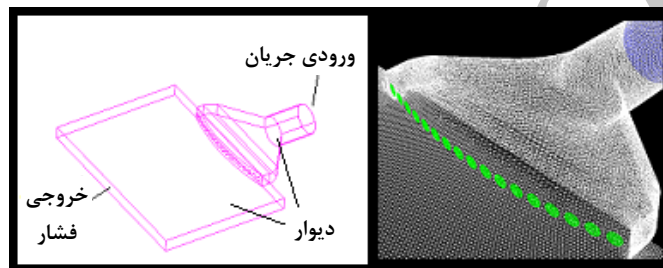 ورودی جریان
خروجی
فشار
دیوار